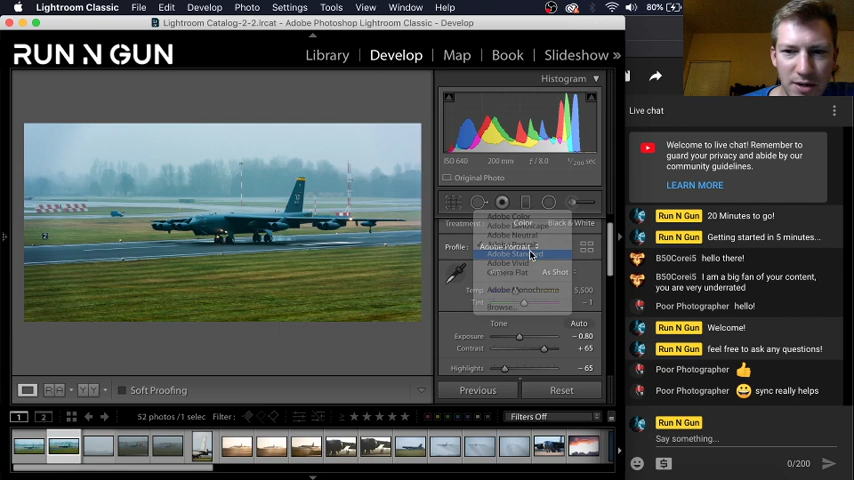 Lightroom Classic File Edit Develop Photo Settings Tools View Window Help 80%
Lightroom Catalog-2-2.lrcat - Adobe Photoshop Lightroom Classic - Develop
RUN N GUN
Library Develop Map Book Slideshow »
Histogram
ISO 640 200 mm f / 8.0 1/200 sec
Original Photo
Adobe Color
Treatment: Color Black & White
Adobe Neutral
Profile: Adobe Portrait
Adobe Standard
Adobe Vivid
Camera Flat As Shot
Temp Adobe Monochrome 5,500
Tint – 1
Browse...
Tone Auto
Exposure – 0.80
Contrast + 65
Highlights – 65
Previous Reset
Soft Proofing
1 2 52 photos/1 selec Filter: Filters Off
Live chat
Welcome to live chat! Remember to
guard your privacy and abide by our
community guidelines.
LEARN MORE
Run N Gun 20 Minutes to go!
Run N Gun Getting started in 5 minutes...
B50Corei5 hello there!
B50Corei5 I am a big fan of your content,
you are very underrated
Poor Photographer hello!
Run N Gun Welcome!
Run N Gun feel free to ask any questions!
Poor Photographer 👍
Poor Photographer 😀 sync really helps
Run N Gun
Say something...
0/200